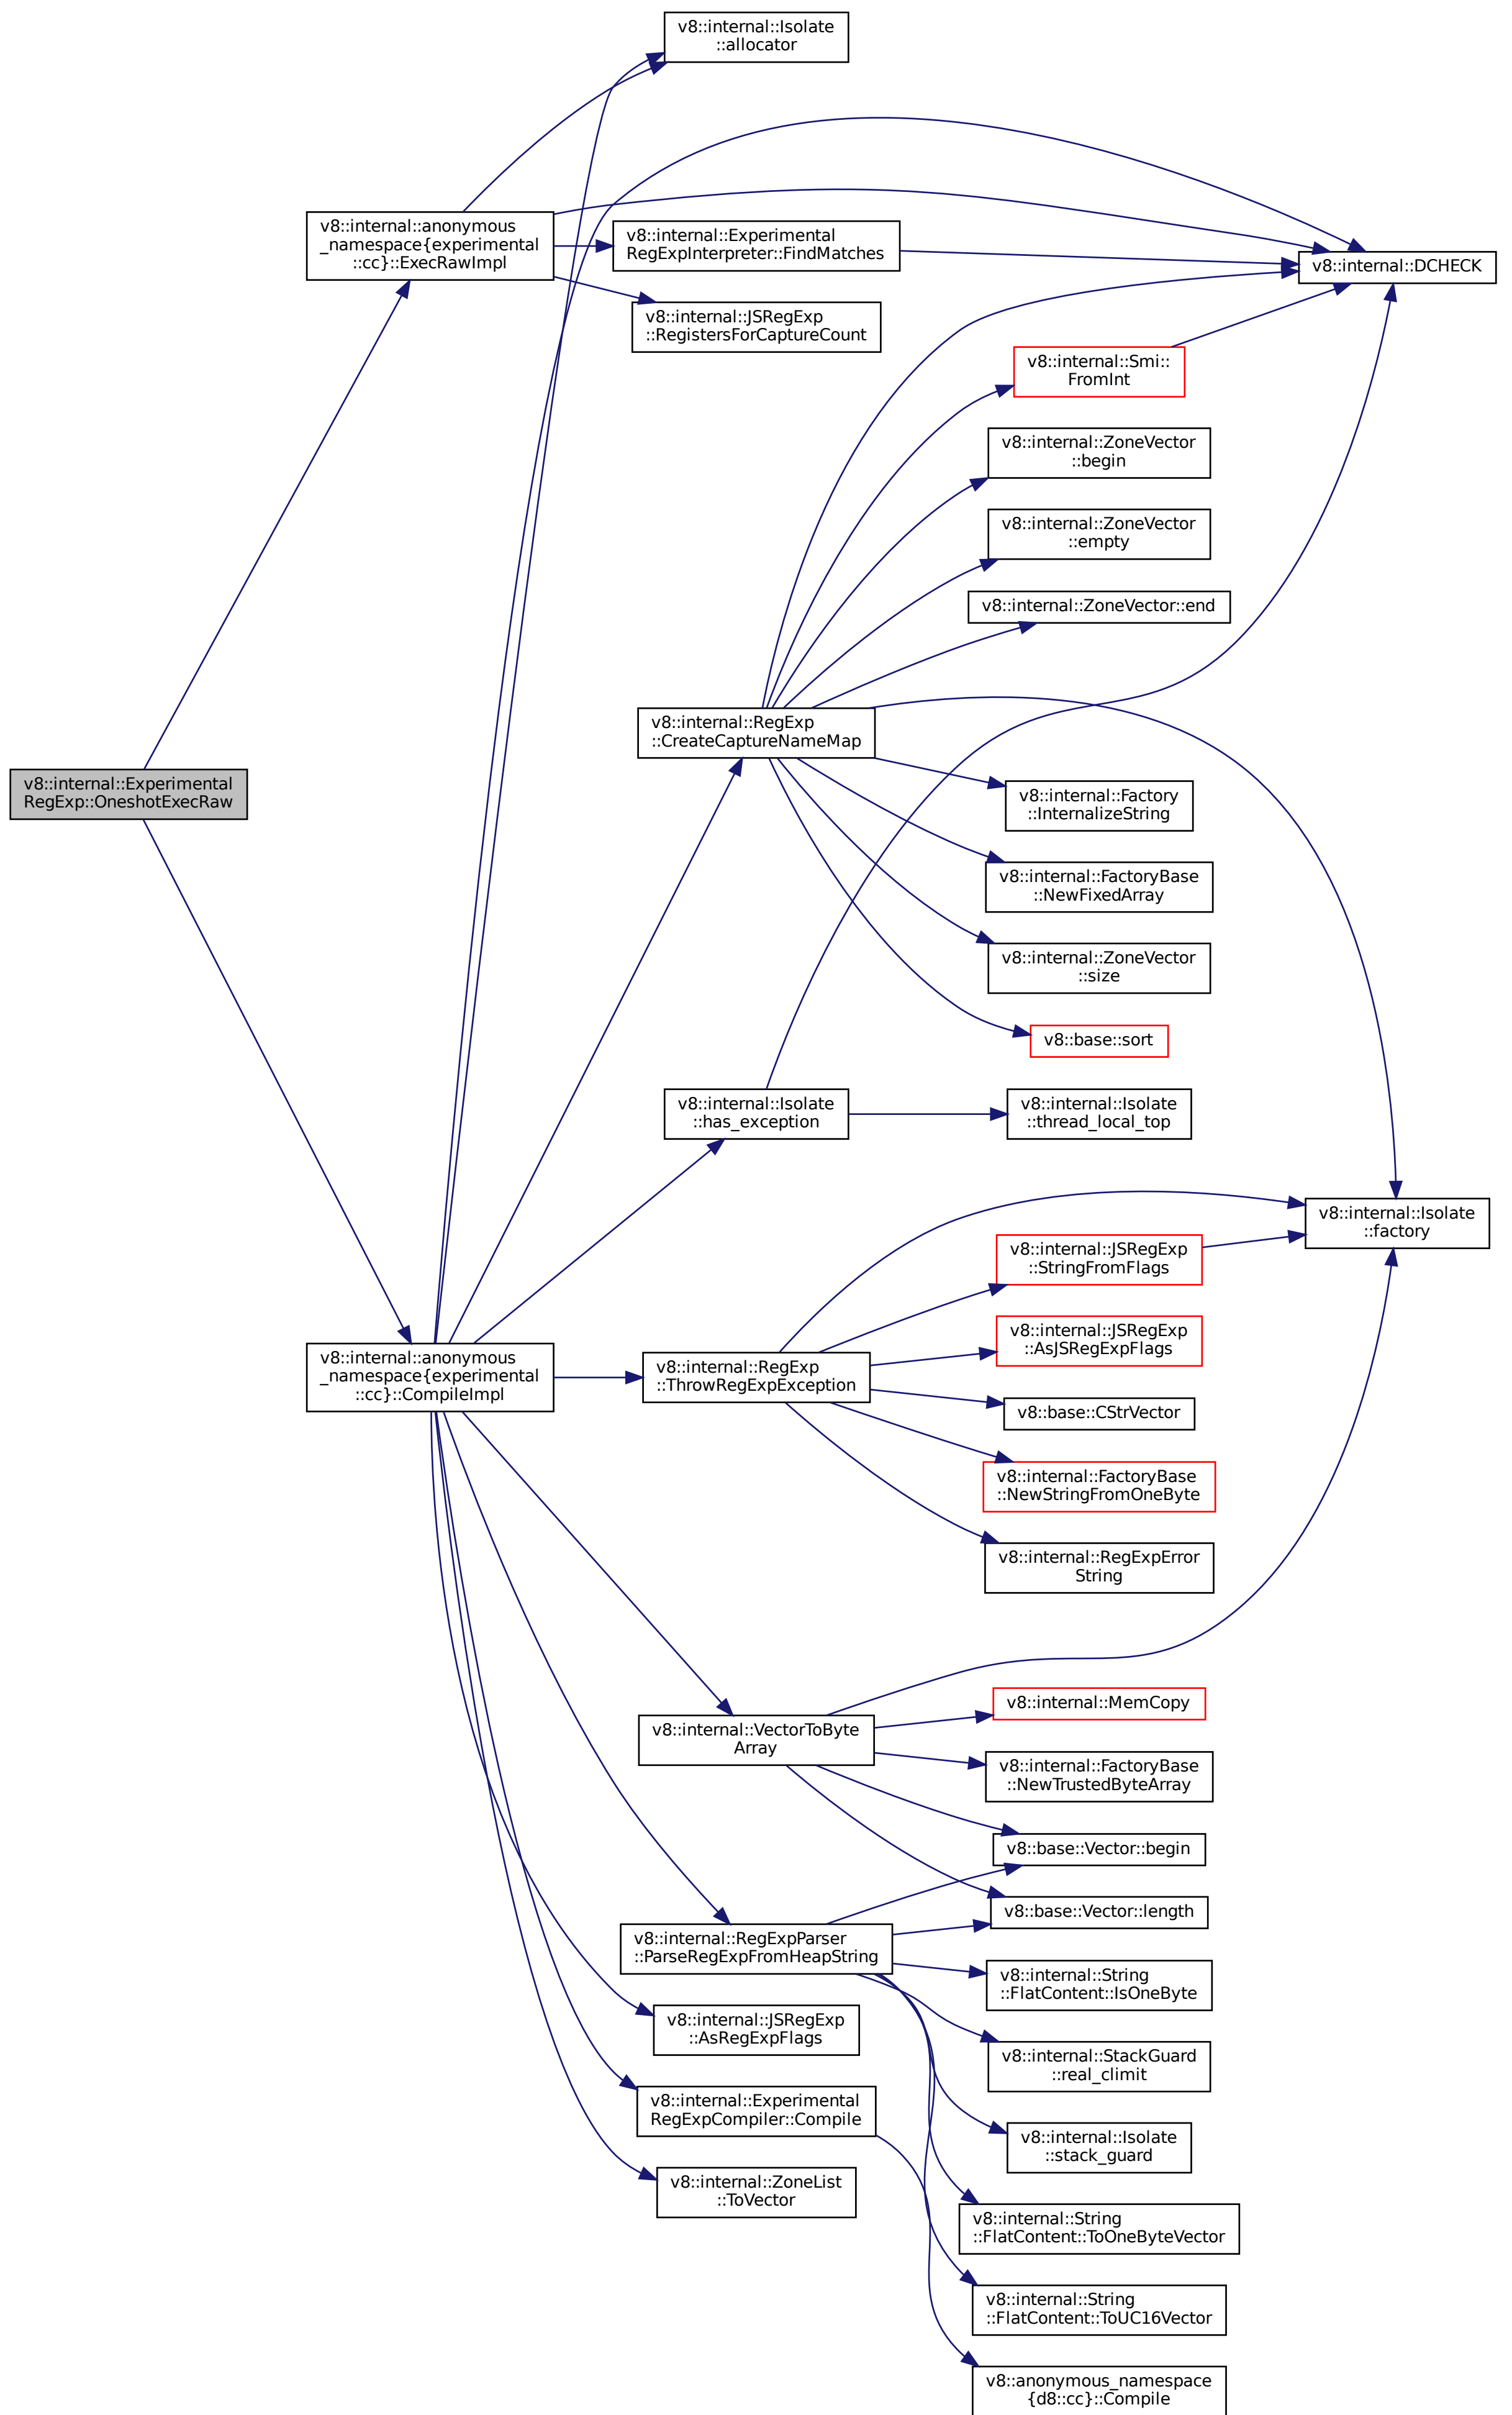 v8::internal::Isolate
::allocator
v8::internal::anonymous
_namespace{experimental
::cc}::ExecRawImpl
v8::internal::Experimental
RegExpInterpreter::FindMatches
v8::internal::DCHECK
v8::internal::JSRegExp
::RegistersForCaptureCount
v8::internal::Smi::
FromInt
v8::internal::ZoneVector
::begin
v8::internal::ZoneVector
::empty
v8::internal::ZoneVector::end
v8::internal::RegExp
::CreateCaptureNameMap
v8::internal::Experimental
RegExp::OneshotExecRaw
v8::internal::Factory
::InternalizeString
v8::internal::FactoryBase
::NewFixedArray
v8::internal::ZoneVector
::size
v8::base::sort
v8::internal::Isolate
::has_exception
v8::internal::Isolate
::thread_local_top
v8::internal::Isolate
::factory
v8::internal::JSRegExp
::StringFromFlags
v8::internal::JSRegExp
::AsJSRegExpFlags
v8::internal::anonymous
_namespace{experimental
::cc}::CompileImpl
v8::internal::RegExp
::ThrowRegExpException
v8::base::CStrVector
v8::internal::FactoryBase
::NewStringFromOneByte
v8::internal::RegExpError
String
v8::internal::MemCopy
v8::internal::VectorToByte
Array
v8::internal::FactoryBase
::NewTrustedByteArray
v8::base::Vector::begin
v8::base::Vector::length
v8::internal::RegExpParser
::ParseRegExpFromHeapString
v8::internal::String
::FlatContent::IsOneByte
v8::internal::JSRegExp
::AsRegExpFlags
v8::internal::StackGuard
::real_climit
v8::internal::Experimental
RegExpCompiler::Compile
v8::internal::Isolate
::stack_guard
v8::internal::ZoneList
::ToVector
v8::internal::String
::FlatContent::ToOneByteVector
v8::internal::String
::FlatContent::ToUC16Vector
v8::anonymous_namespace
{d8::cc}::Compile